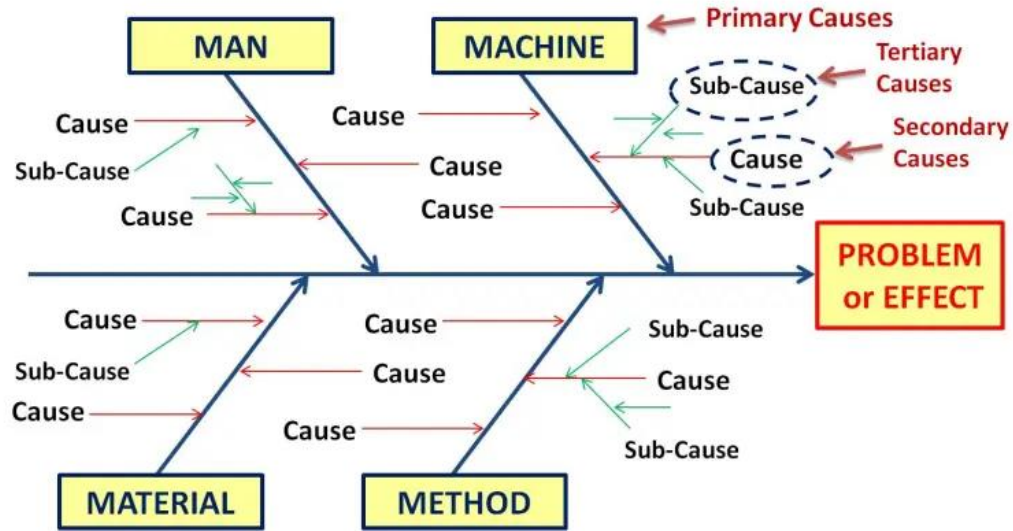 MAN
MACHINE
Primary Causes
Tertiary
Causes
Sub-Cause
Cause
Cause
Secondary
Causes
Sub-Cause
Cause
Cause
Cause
Cause
Sub-Cause
PROBLEM
or EFFECT
Cause
Cause
Sub-Cause
Sub-Cause
Cause
Cause
Cause
Cause
Cause
Sub-Cause
MATERIAL
METHOD